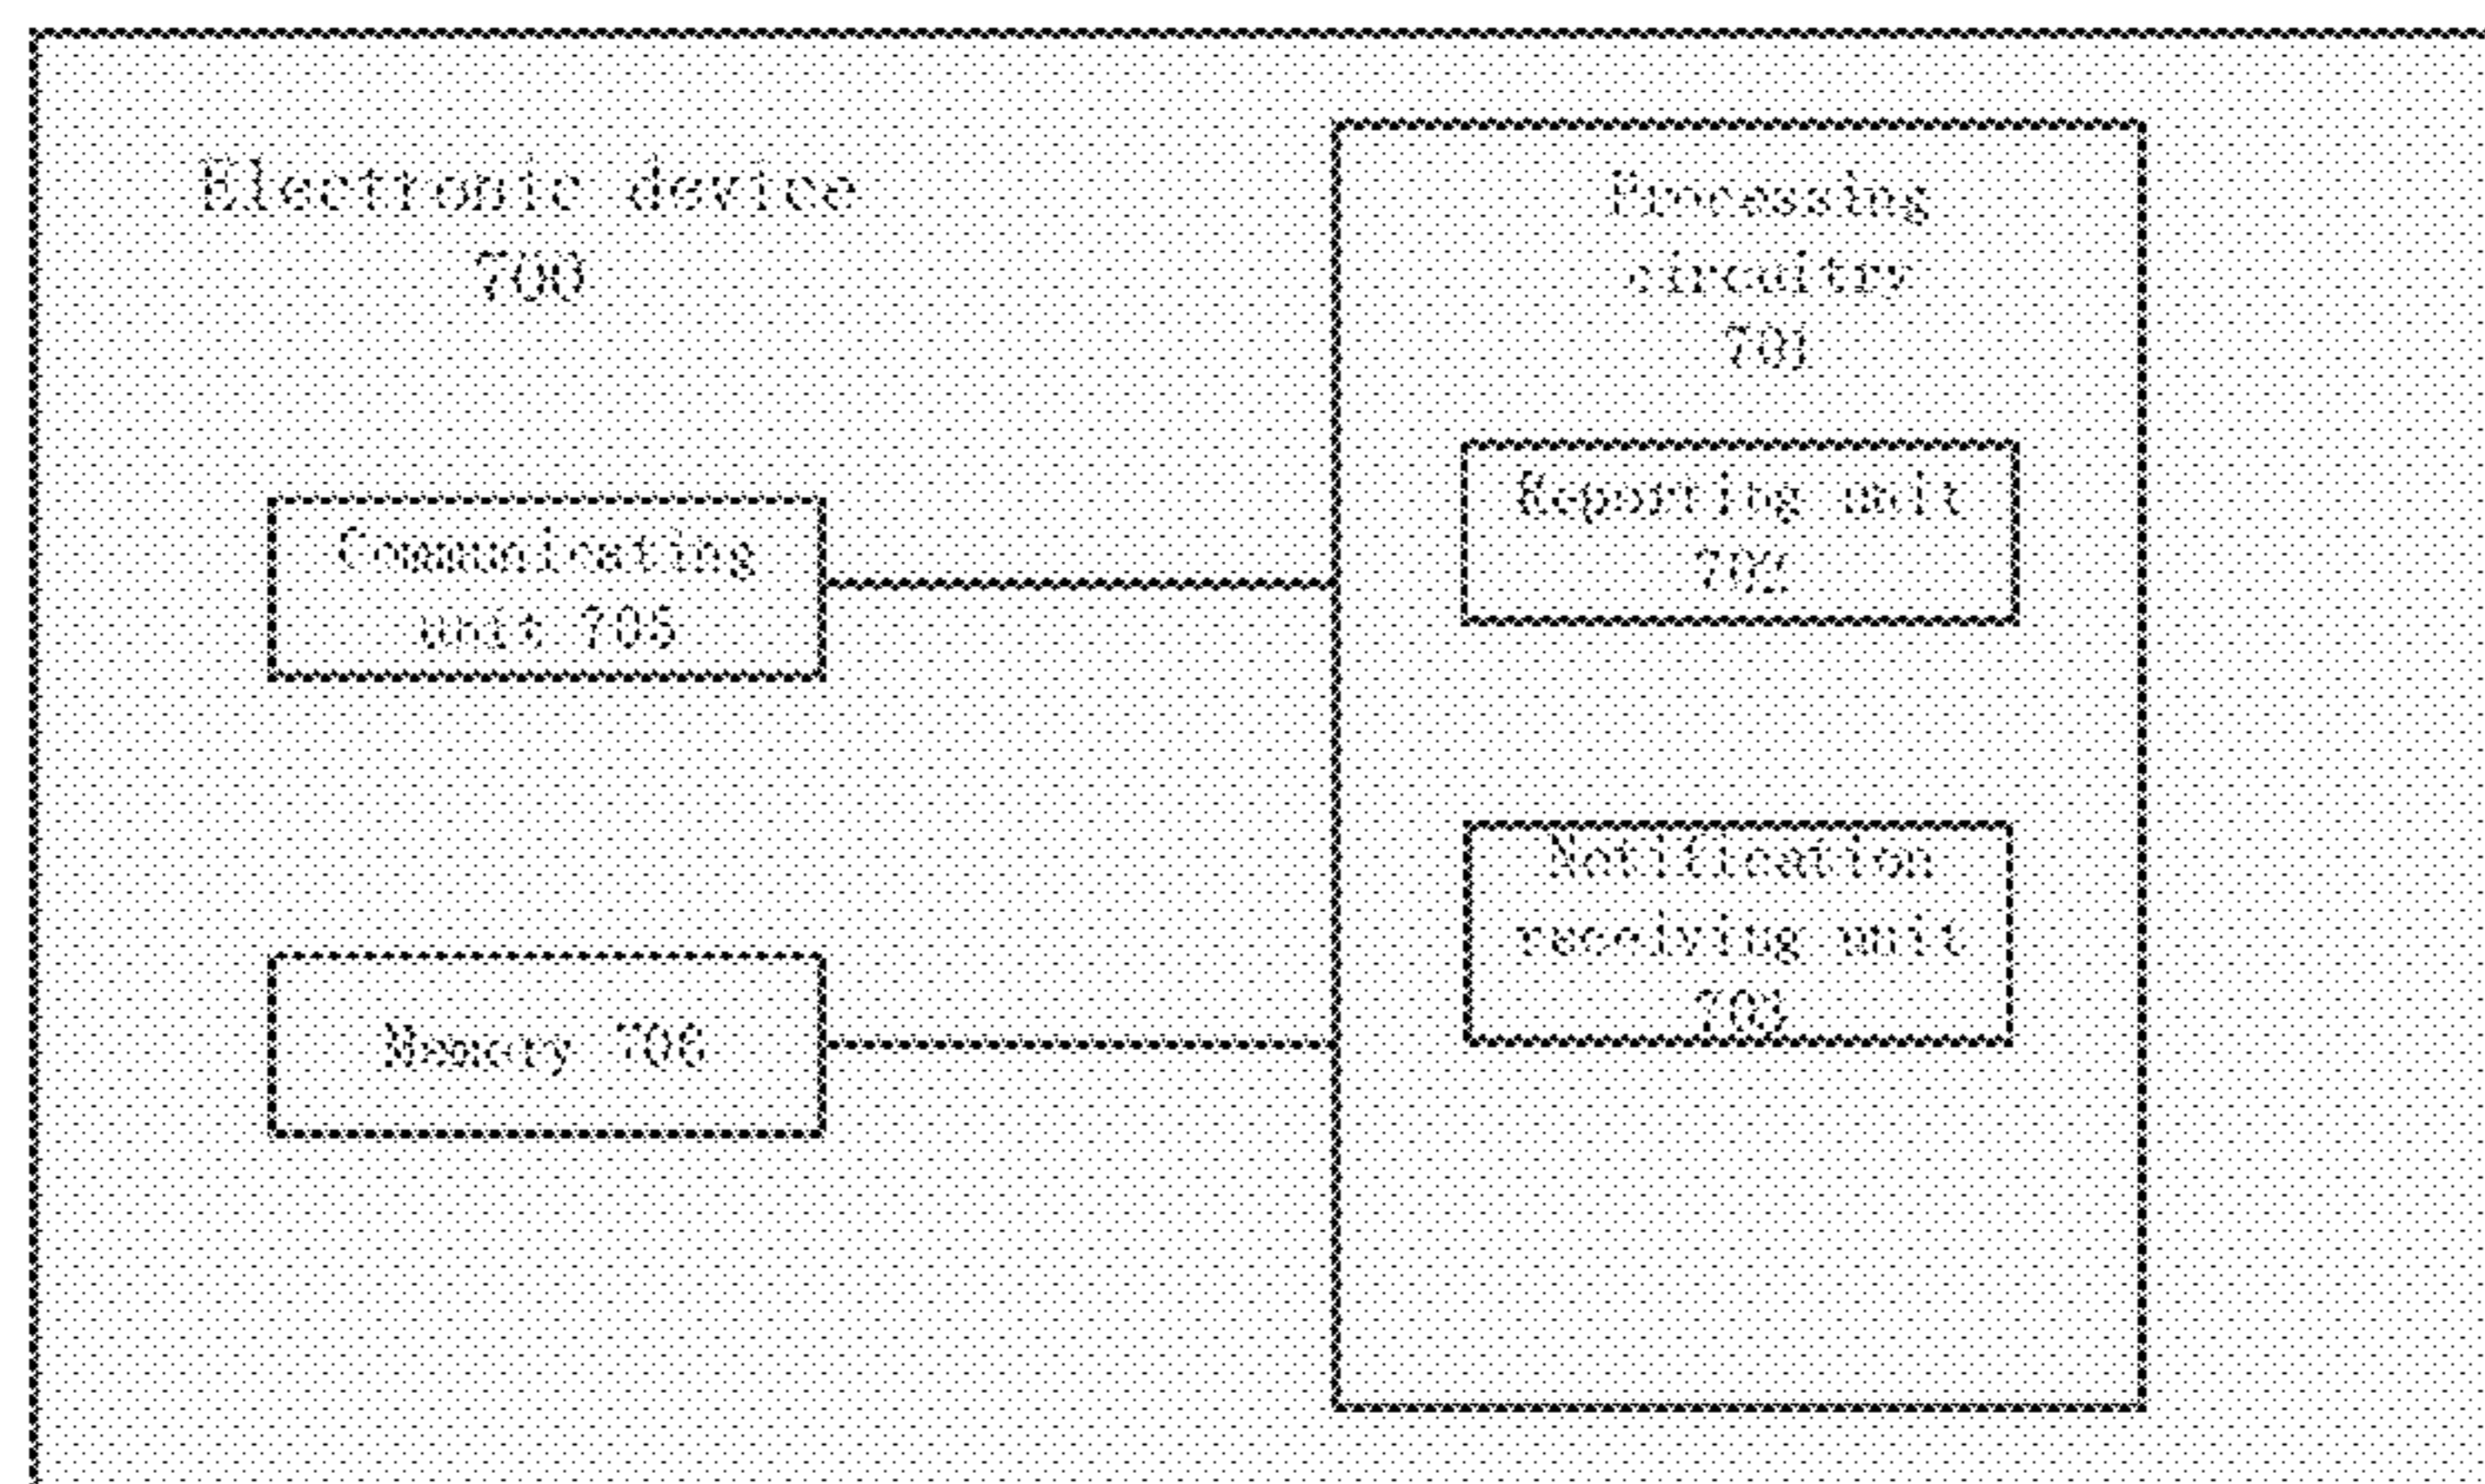 Electronic device
700
Processing
circuitry
701
Reporting unit
702
Communicating
unit 705
Notification
receiving unit
703
Memory 706